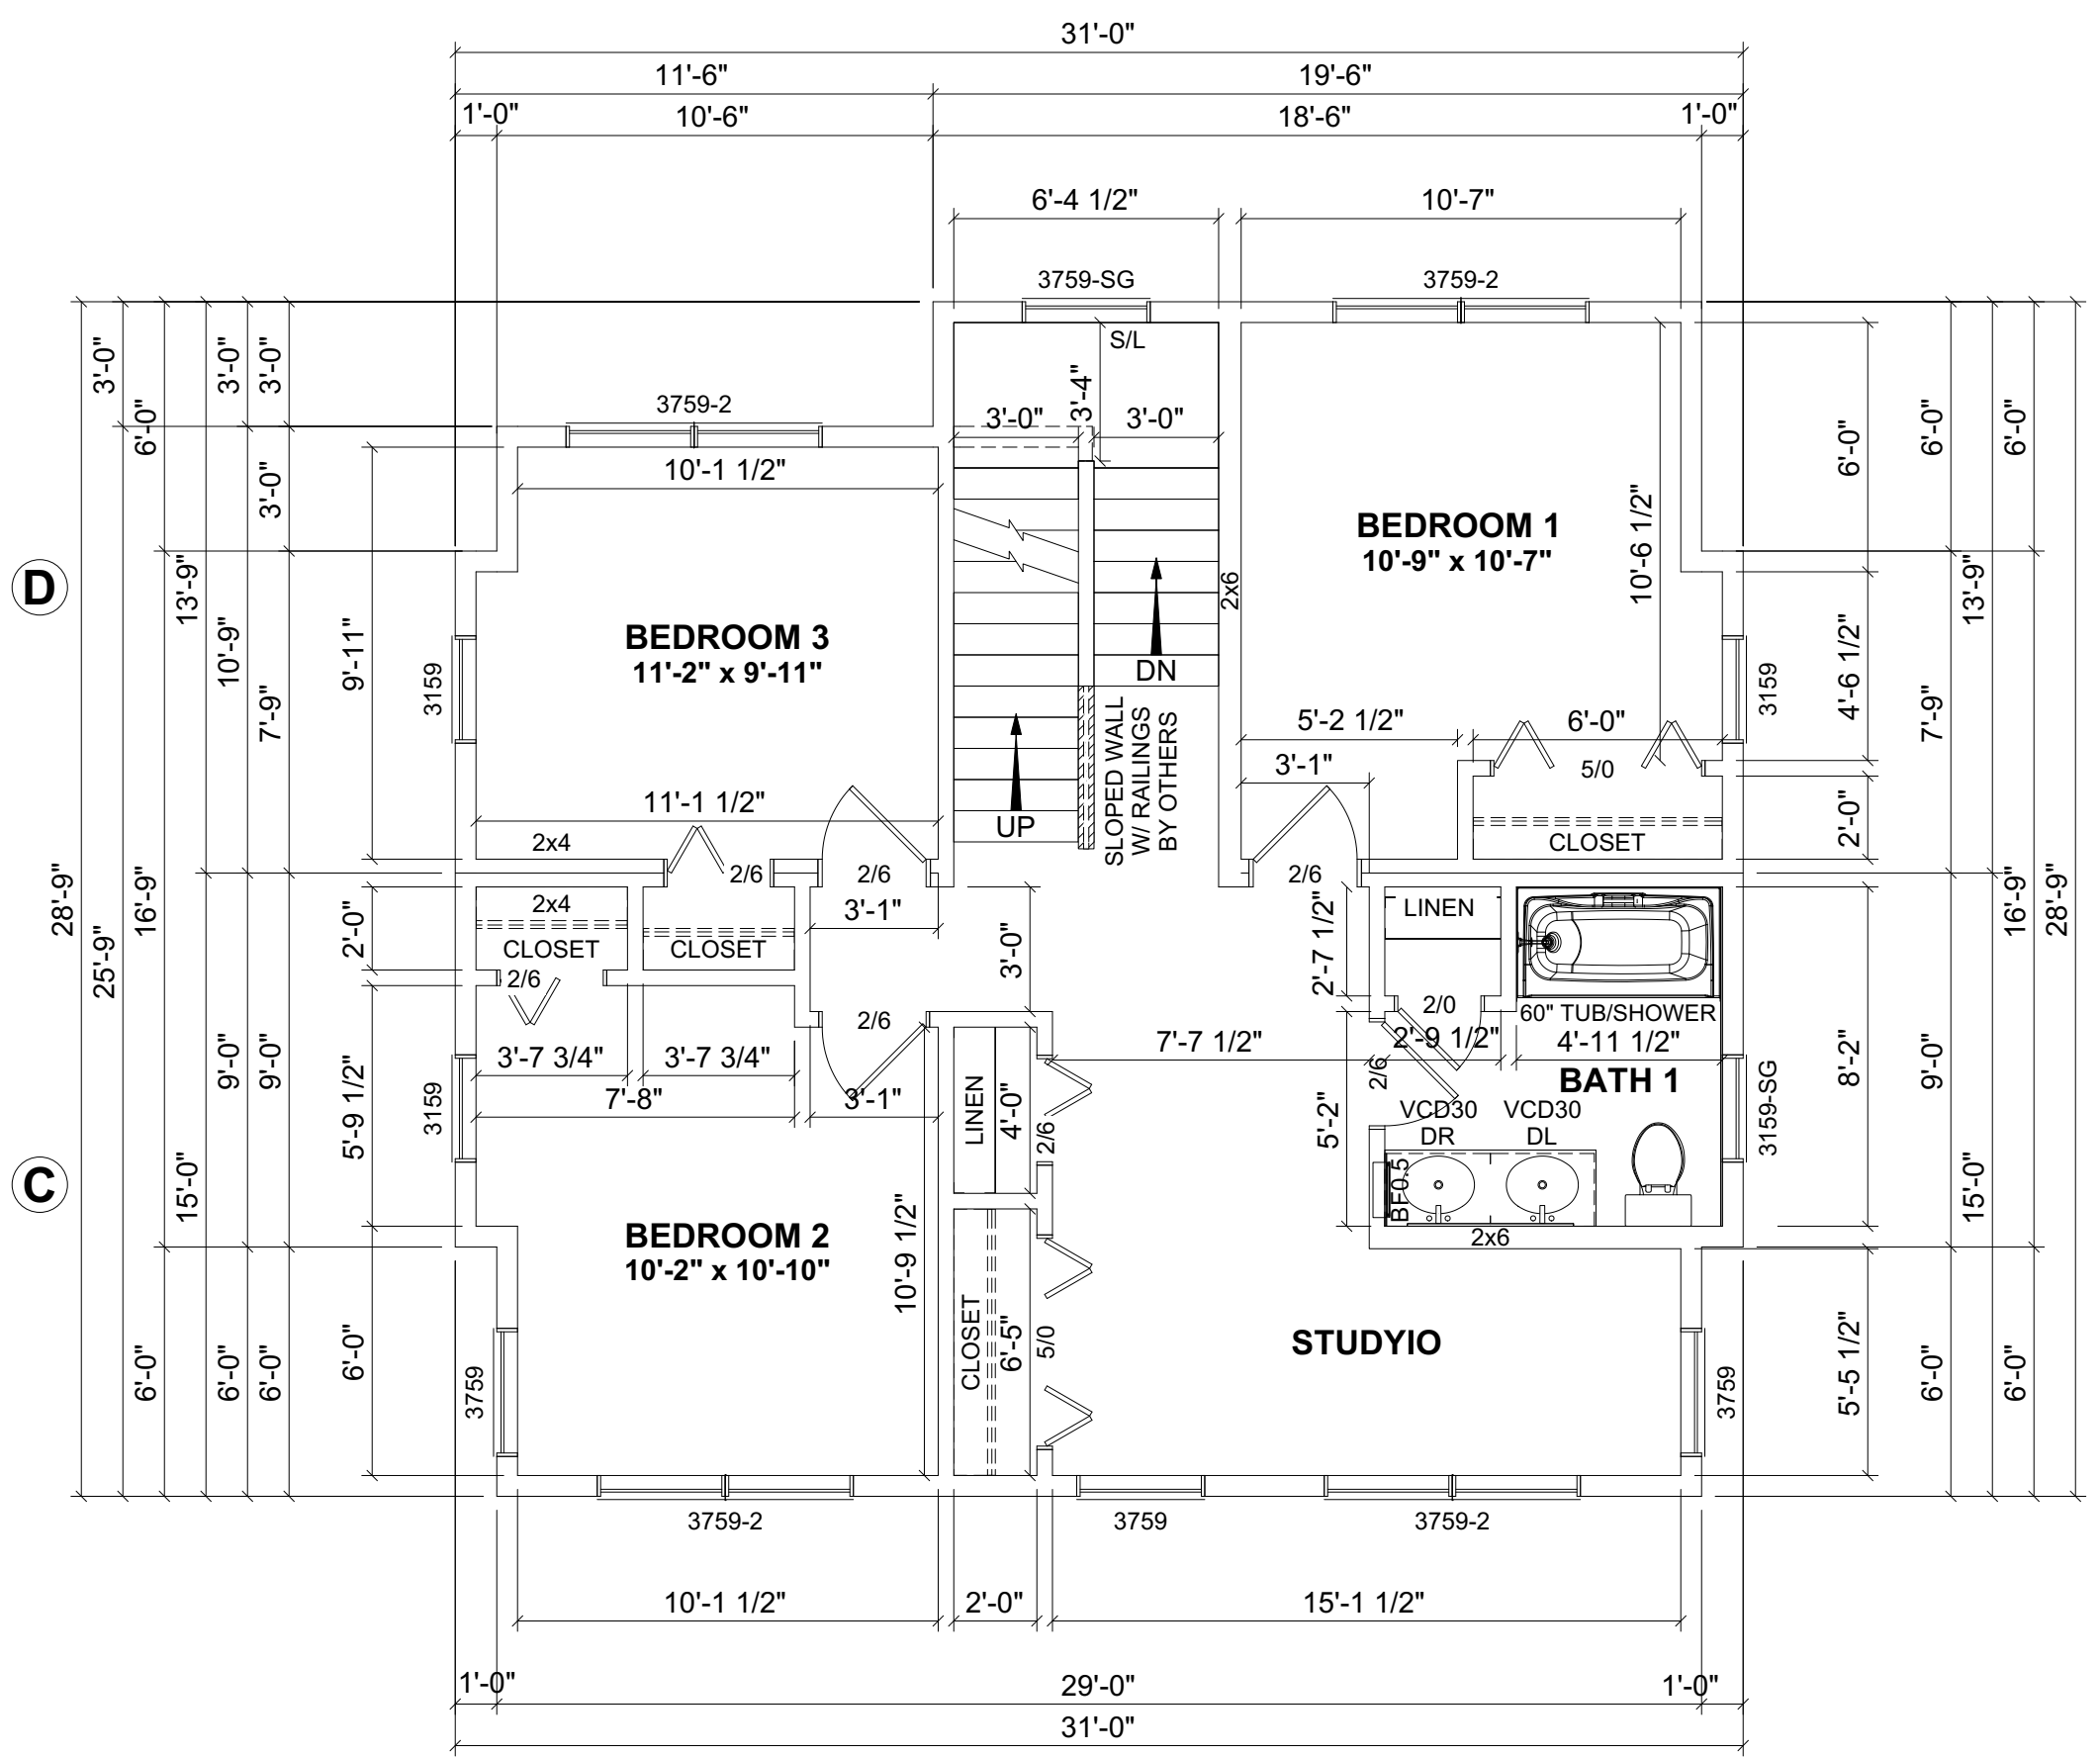 31'-0"
11'-6"
19'-6"
1'-0"
10'-6"
18'-6"
1'-0"
6'-4 1/2"
10'-7"
3759-SG
3759-2
S/L
3'-4"
3'-0"
3'-0"
3759-2
10'-1 1/2"
3'-0"
3'-0"
3'-0"
6'-0"
3'-0"
6'-0"
6'-0"
6'-0"
D
13'-9"
10'-9"
7'-9"
9'-11"
3159
BEDROOM 3
11'-2" x 9'-11"
BEDROOM 1
10'-9" x 10'-7"
10'-6 1/2"
2x6
DN
UP
SLOPED WALL
W/ RAILINGS
BY OTHERS
4'-6 1/2"
13'-9"
7'-9"
3159
5'-2 1/2"
6'-0"
3'-1"
5/0
CLOSET
2'-0"
11'-1 1/2"
2x4
2/6
2/6
2/6
2x4
CLOSET
CLOSET
2/6
3'-1"
3'-0"
2'-0"
28'-9"
25'-9"
16'-9"
16'-9"
28'-9"
2'-7 1/2"
LINEN
2/0
60" TUB/SHOWER
2/6
3'-7 3/4"
3'-7 3/4"
7'-8"
3'-1"
7'-7 1/2"
2'-9 1/2"
4'-11 1/2"
BATH 1
2/6
VCD30
DR
VCD30
DL
BF0.5
5'-2"
2x6
8'-2"
9'-0"
15'-0"
3159-SG
9'-0"
9'-0"
5'-9 1/2"
3159
15'-0"
C
LINEN
4'-0"
2/6
BEDROOM 2
10'-2" x 10'-10"
10'-9 1/2"
CLOSET
6'-5"
5/0
STUDYIO
6'-0"
6'-0"
6'-0"
6'-0"
3759
3759
5'-5 1/2"
6'-0"
6'-0"
3759-2
3759
3759-2
10'-1 1/2"
2'-0"
15'-1 1/2"
1'-0"
29'-0"
1'-0"
31'-0"